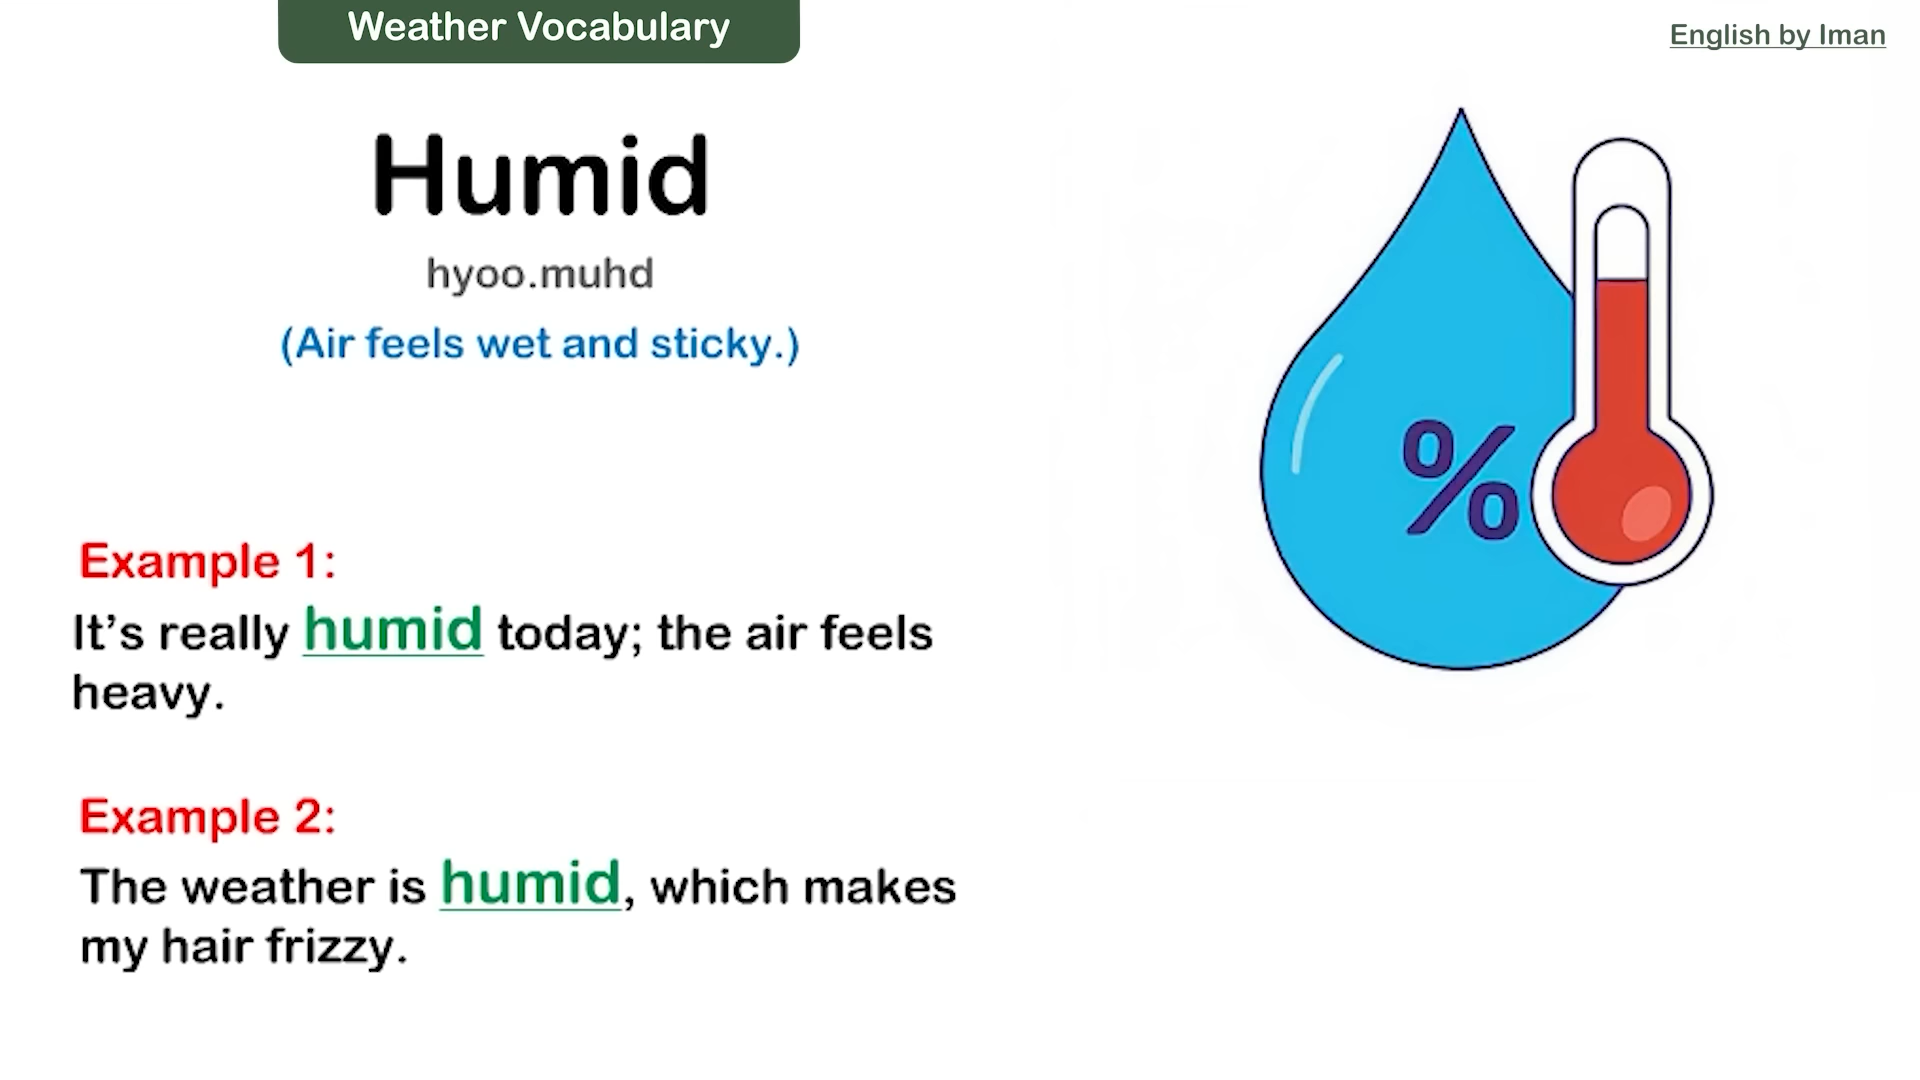 Weather Vocabulary
English by Iman
Humid
hyoo.muhd
(Air feels wet and sticky.)
Example 1:
It’s really humid today; the air feels
heavy.
Example 2:
The weather is humid, which makes
my hair frizzy.
%